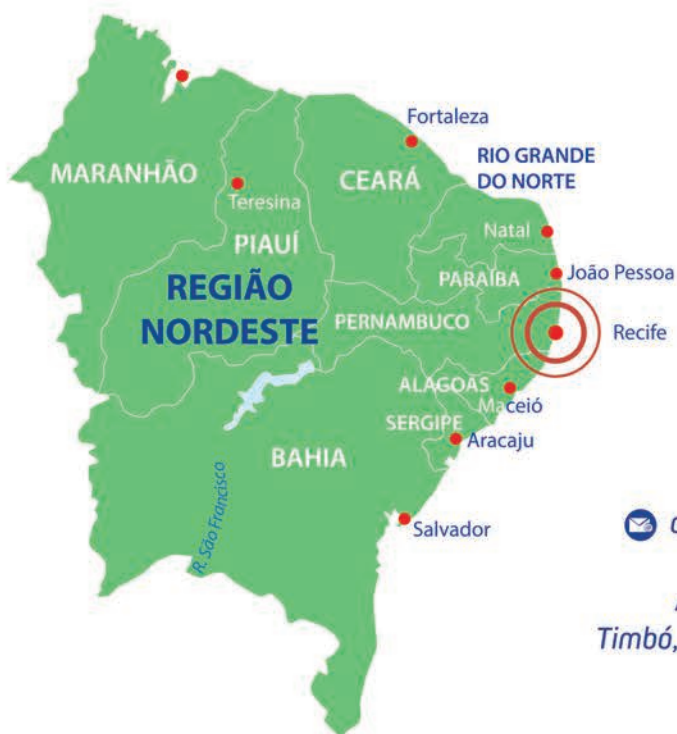 Fortaleza
RIO GRANDE
DO NORTE
MARANHÃO
CEARÁ
Teresina
Natal
PIAUÍ
PARAÍBA
João Pessoa
REGIÃO
NORDESTE
PERNAMBUCO
Recife
ALAGOAS
Maceió
SERGIPE
Aracaju
BAHIA
R. São Francisco
Salvador
Timbó,